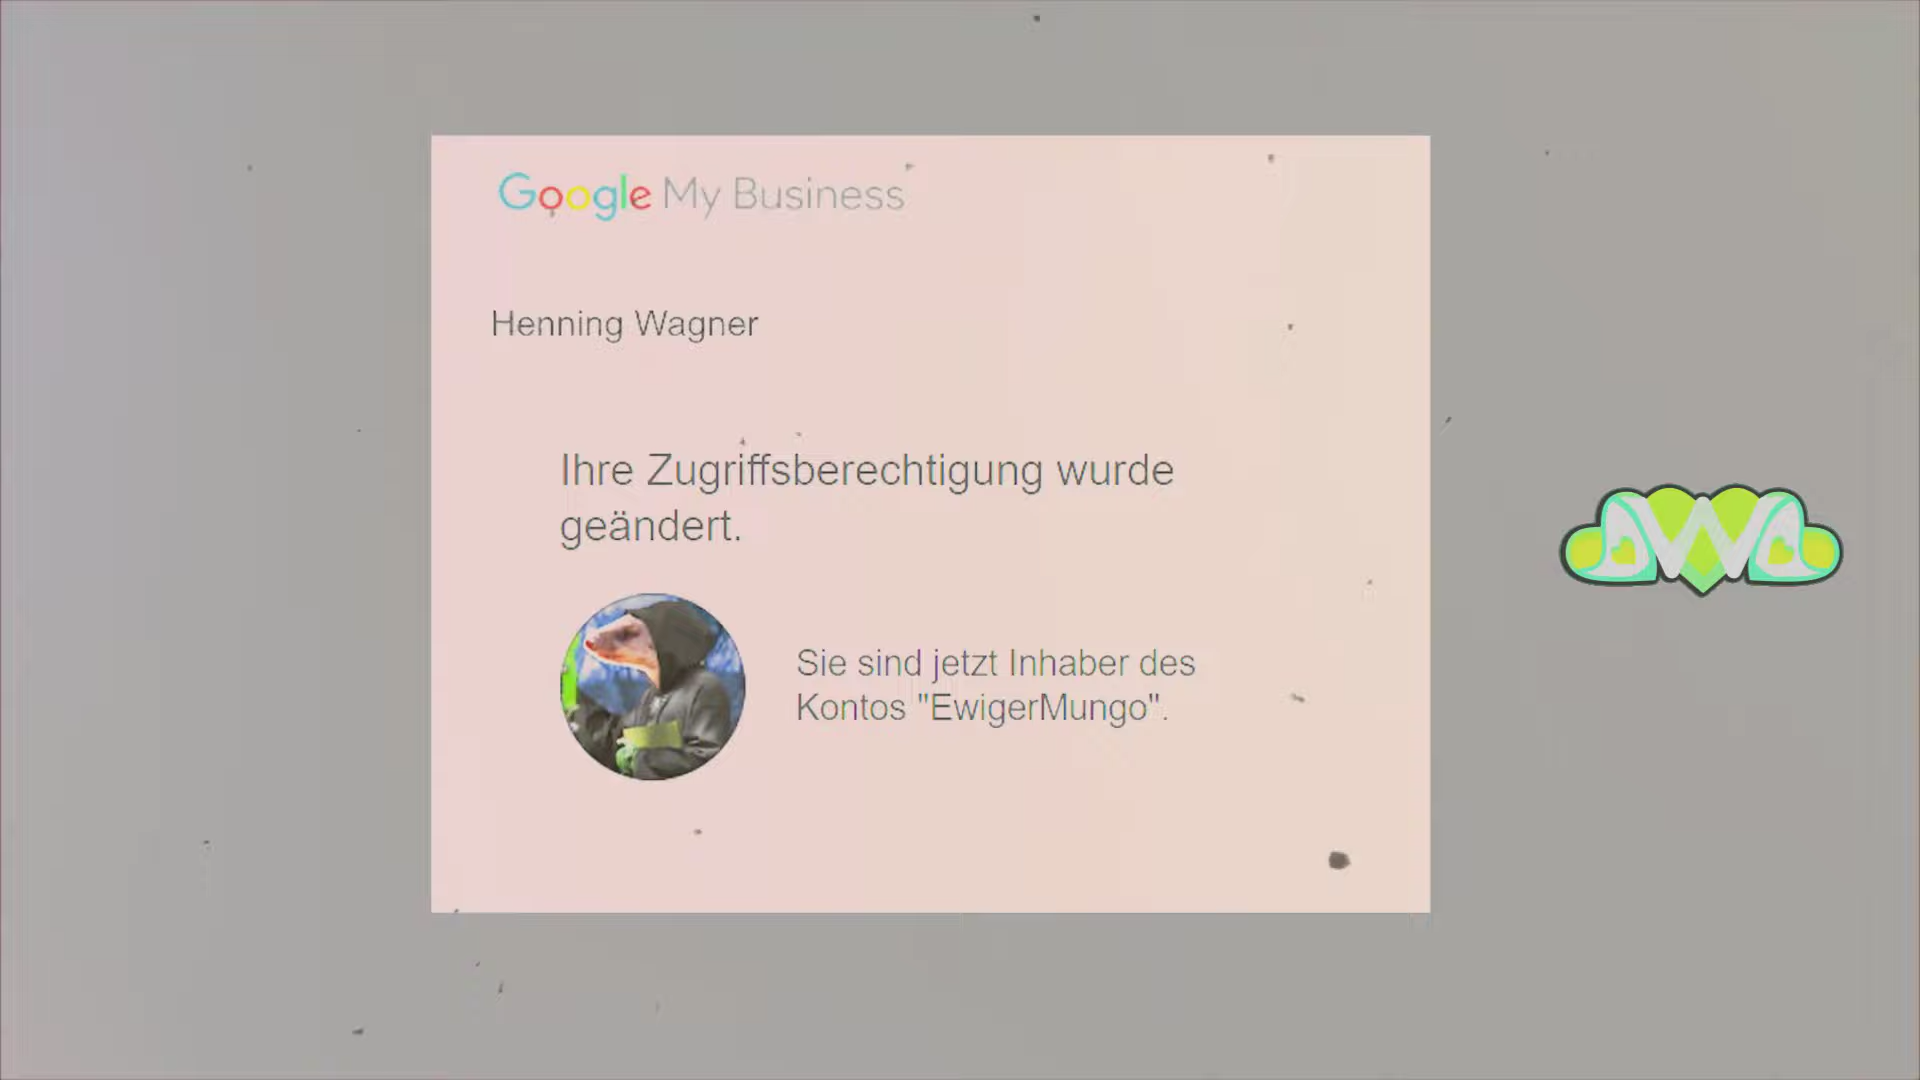 Google My Business
Henning Wagner
Ihre Zugriffsberechtigung wurde
geändert.
Sie sind jetzt Inhaber des
Kontos "EwigerMungo".
W